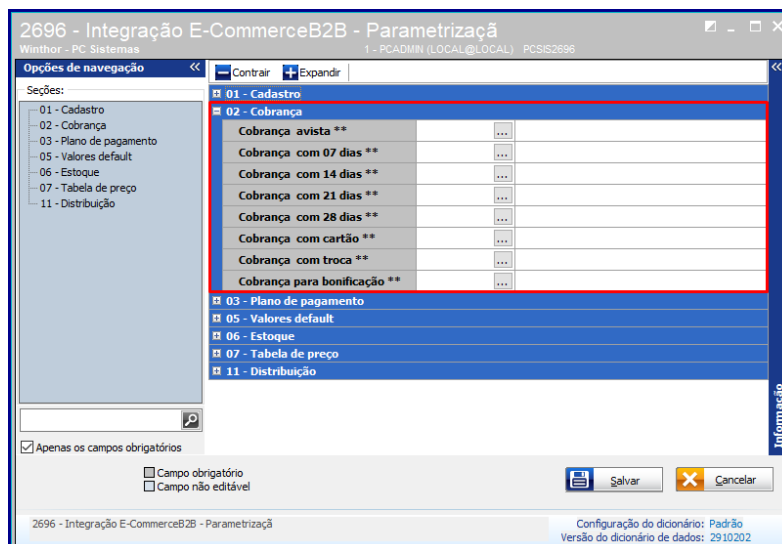 2696 - Integração E-CommerceB2B - Parametrizaçã
Winthor - PC Sistemas
1 - PCADMIN (LOCAL@LOCAL) PCSIS2696
Opções de navegação
Seções:
01 - Cadastro
02 - Cobrança
03 - Plano de pagamento
05 - Valores default
06 - Estoque
07 - Tabela de preço
11 - Distribuição
Apenas os campos obrigatórios
Contrair Expandir
01 - Cadastro
02 - Cobrança
Cobrança avista ** ...
Cobrança com 07 dias ** ...
Cobrança com 14 dias ** ...
Cobrança com 21 dias ** ...
Cobrança com 28 dias ** ...
Cobrança com cartão ** ...
Cobrança com troca ** ...
Cobrança para bonificação ** ...
03 - Plano de pagamento
05 - Valores default
06 - Estoque
07 - Tabela de preço
11 - Distribuição
Informação
Campo obrigatório
Campo não editável
Salvar Cancelar
2696 - Integração E-CommerceB2B - Parametrizaçã
Configuração do dicionário: Padrão
Versão do dicionário de dados: 2910202